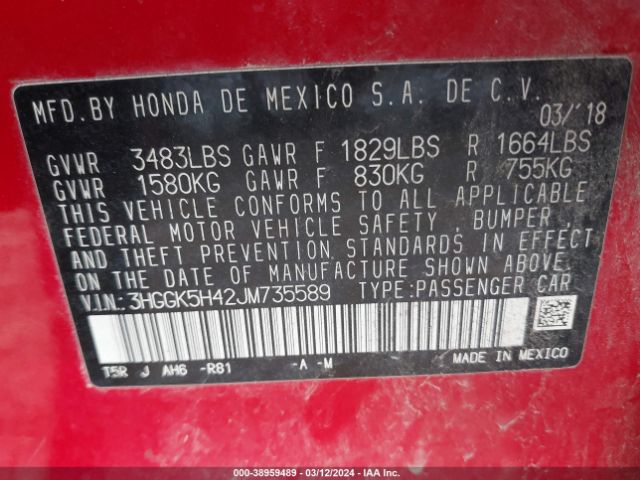 MFD.BY HONDA DE MEXICO S.A. DE C.V.
03/'18
GVWR 3483LBS GAWR F 1829LBS R 1664LBS
GVWR 1580KG GAWR F 830KG R 755KG
THIS VEHICLE CONFORMS TO ALL APPLICABLE
FEDERAL MOTOR VEHICLE SAFETY, BUMPER,
AND THEFT PREVENTION STANDARDS IN EFFECT
ON THE DATE OF MANUFACTURE SHOWN ABOVE.
V.I.N.: 3HGGK5H42JM735589 TYPE:PASSENGER CAR
T5R J AH6 -R81 -A -M MADE IN MEXICO
000-38959489 - 03/12/2024 - IAA Inc.